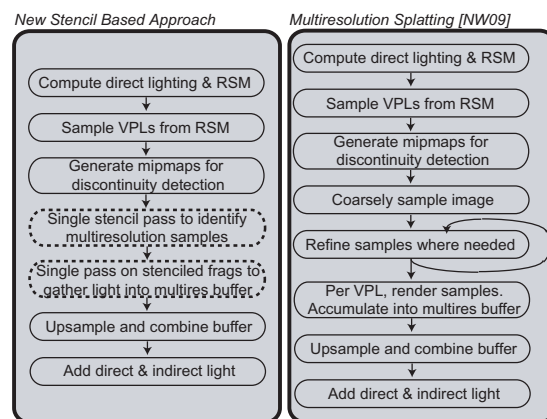 New Stencil Based Approach
Compute direct lighting & RSM
Sample VPLs from RSM
Generate mipmaps for
discontinuity detection
Single stencil pass to identify
multiresolution samples
Single pass on stenciled frags to
gather light into multires buffer
Upsample and combine buffer
Add direct & indirect light
Multiresolution Splatting [NW09]
Compute direct lighting & RSM
Sample VPLs from RSM
Generate mipmaps for
discontinuity detection
Coarsely sample image
Refine samples where needed
Per VPL, render samples.
Accumulate into multires buffer
Upsample and combine buffer
Add direct & indirect light